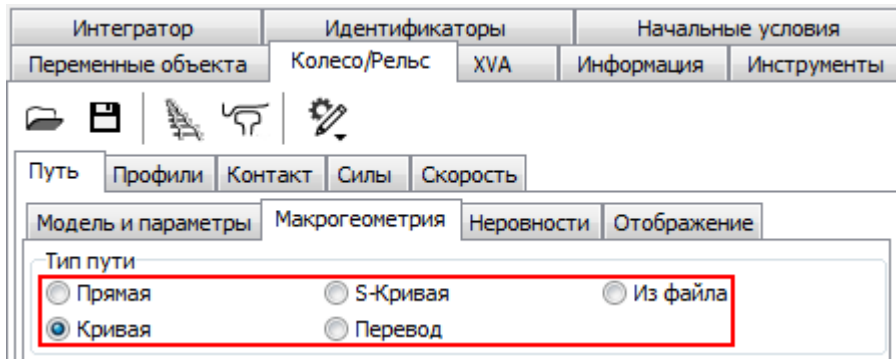 Интегратор Идентификаторы Начальные условия
Переменные объекта Колесо/Рельс XVA Информация Инструменты
Путь Профили Контакт Силы Скорость
Модель и параметры Макрогеометрия Неровности Отображение
Тип пути
Прямая S-Кривая Из файла
Кривая Перевод